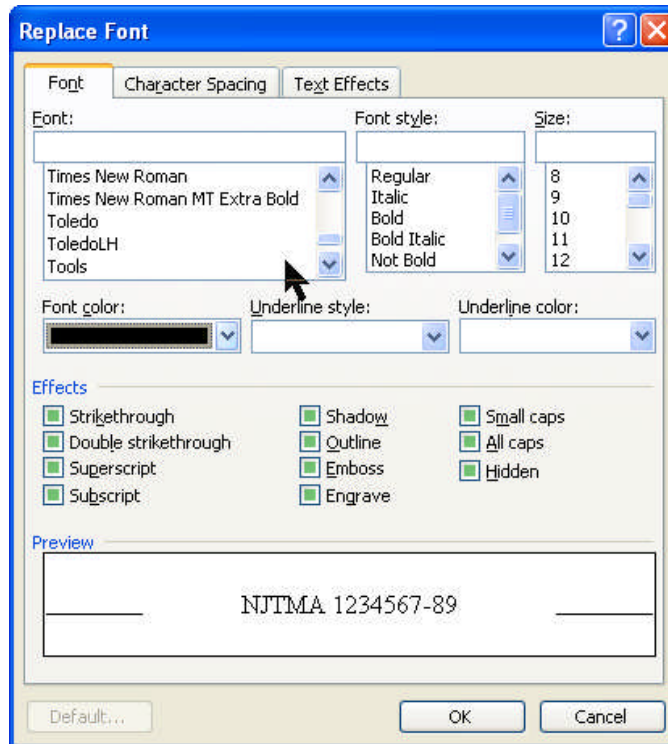 Replace Font
Font Character Spacing Text Effects
Font: Font style: Size:
Times New Roman Regular 8
Times New Roman MT Extra Bold Italic 9
Toledo Bold 10
ToledoLH Bold Italic 11
Tools Not Bold 12
Font color: Underline style: Underline color:
Effects
Strikethrough Shadow Small caps
Double strikethrough Outline All caps
Superscript Emboss Hidden
Subscript Engrave
Preview
NJTMA 1234567-89
Default... OK Cancel